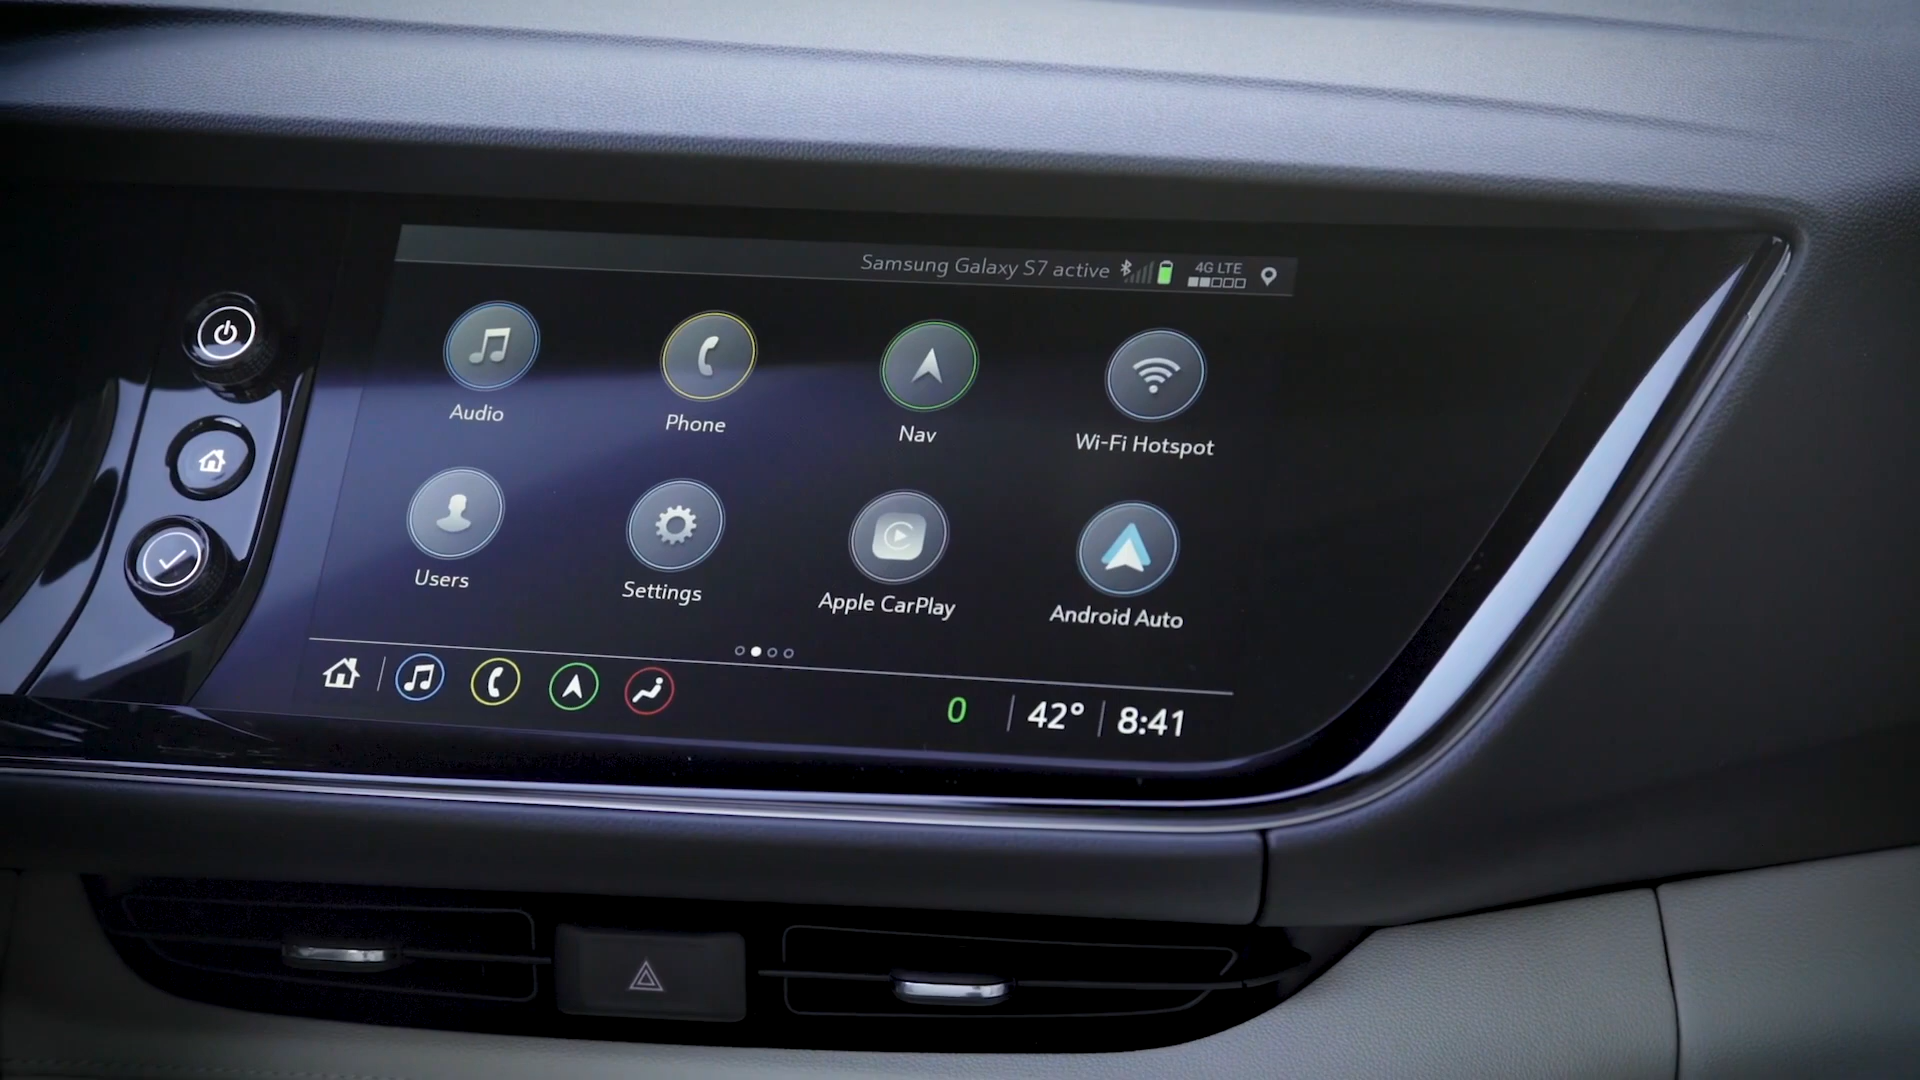 Samsung Galaxy S7 active
4G LTE
Audio
Phone
Nav
Wi-Fi Hotspot
Users
Settings
Apple CarPlay
Android Auto
0
42°
8:41